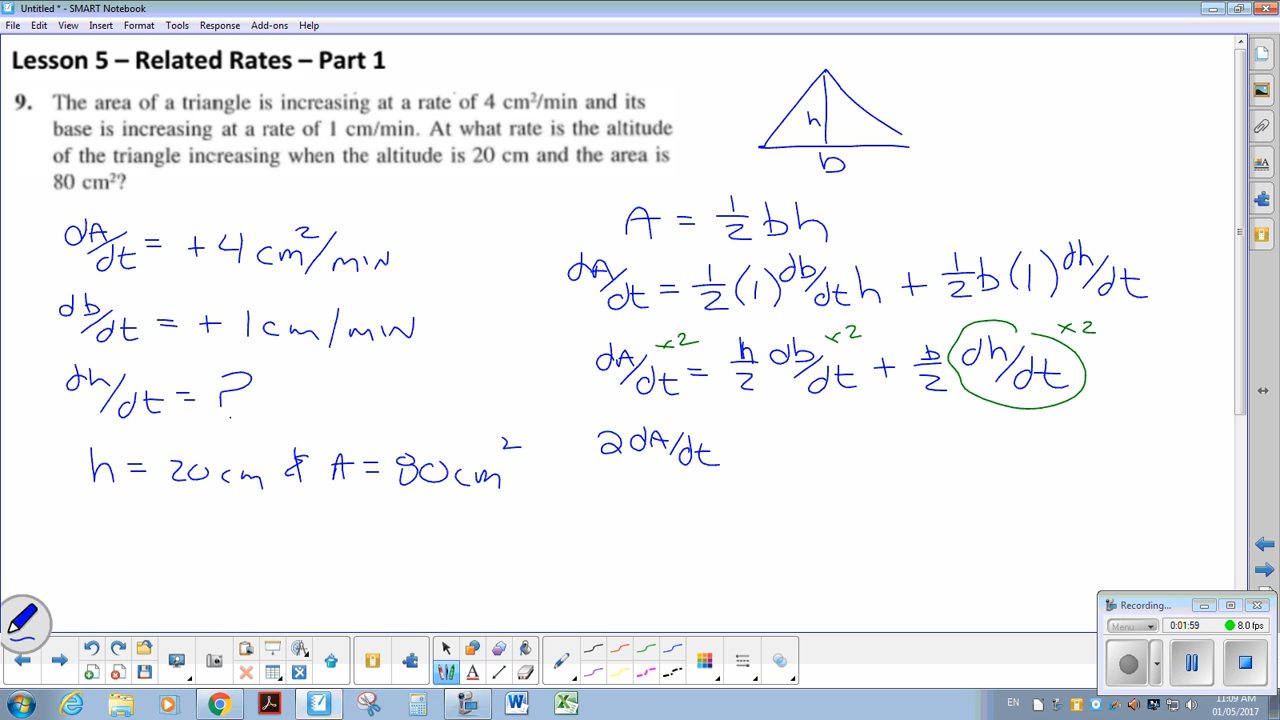 Untitled * - SMART Notebook
File Edit View Insert Format Tools Response Add-ons Help
Lesson 5 – Related Rates – Part 1
9. The area of a triangle is increasing at a rate of 4 cm²/min and its
base is increasing at a rate of 1 cm/min. At what rate is the altitude
of the triangle increasing when the altitude is 20 cm and the area is
80 cm²?
h
b
dA/dt = +4 cm²/min
db/dt = +1 cm/min
dh/dt = ?
h = 20 cm & A = 80 cm²
A = 1/2 bh
dA/dt = 1/2 (1) db/dt h + 1/2 b (1) dh/dt
x2 x2 x2
dA/dt = h/2 db/dt + b/2 dh/dt
2 dA/dt
Recording...
Menu 0:01:59 8.0 fps
EN 11:09 AM
01/05/2017